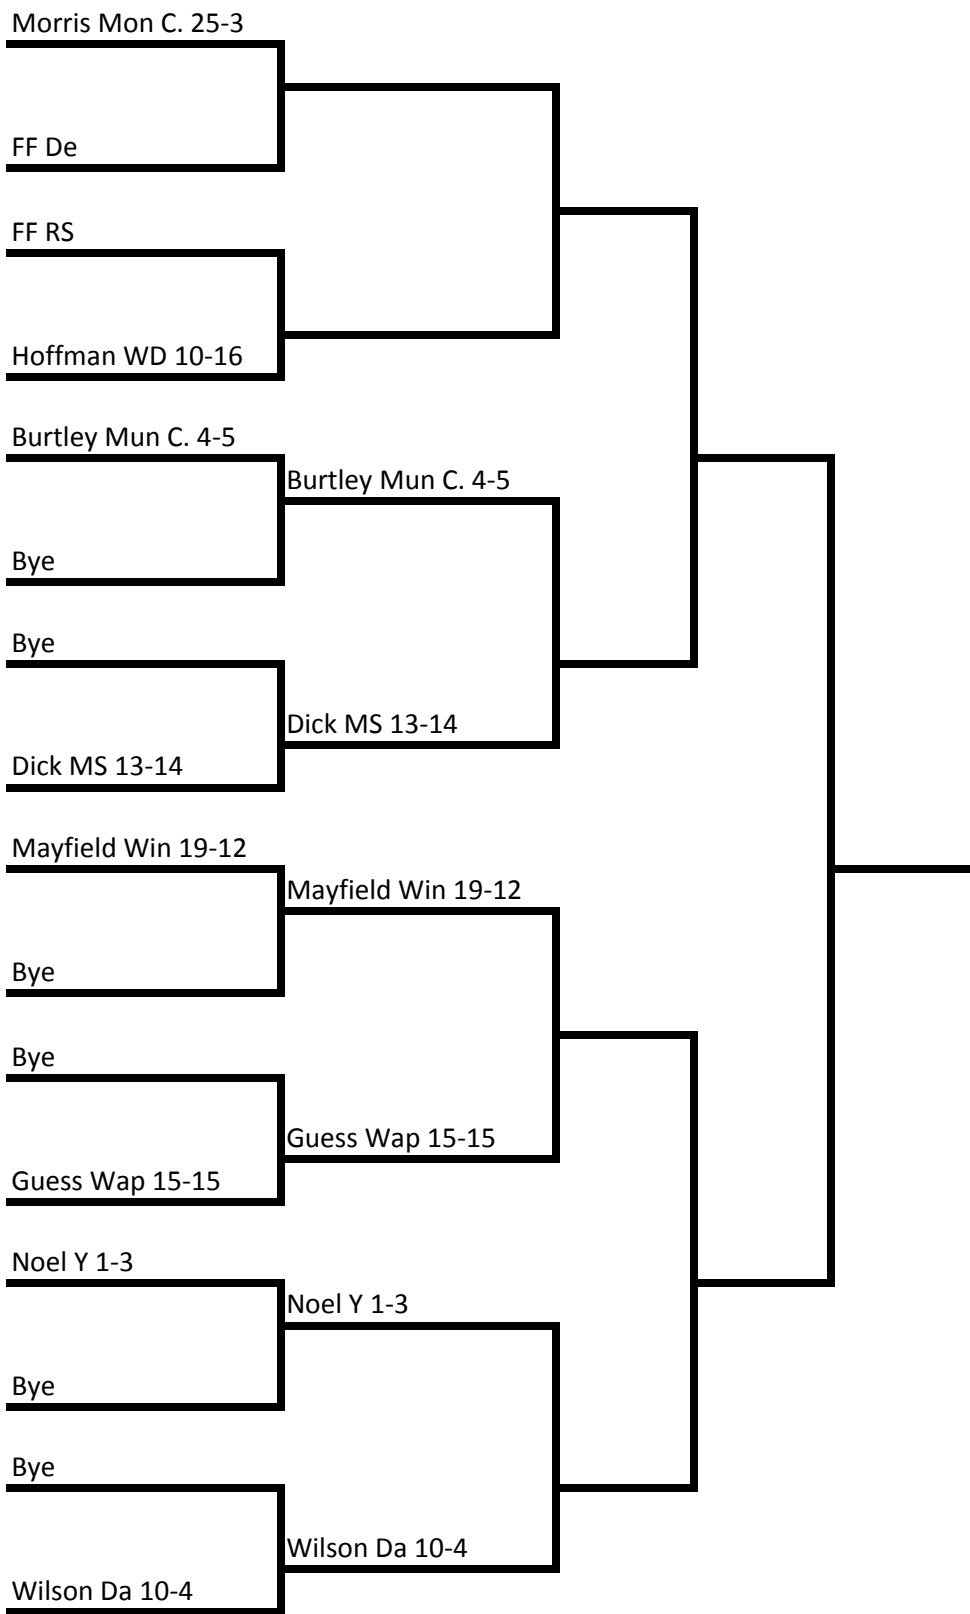 Morris Mon C. 25-3
FF De
FF RS
Hoffman WD 10-16
Burtley Mun C. 4-5
Burtley Mun C. 4-5
Bye
Bye
Dick MS 13-14
Dick MS 13-14
Mayfield Win 19-12
Mayfield Win 19-12
Bye
Bye
Guess Wap 15-15
Guess Wap 15-15
Noel Y 1-3
Noel Y 1-3
Bye
Bye
Wilson Da 10-4
Wilson Da 10-4